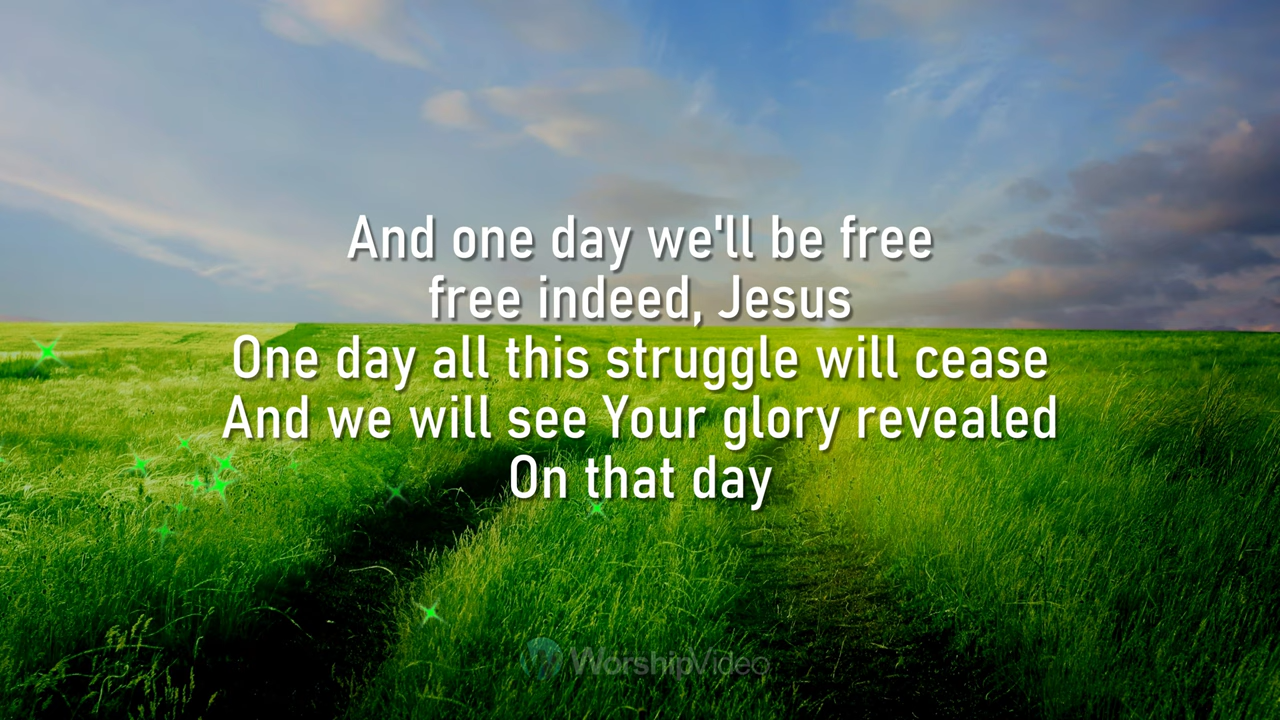 And one day we'll be free
free indeed, Jesus
One day all this struggle will cease
And we will see Your glory revealed
On that day
WorshipVideo